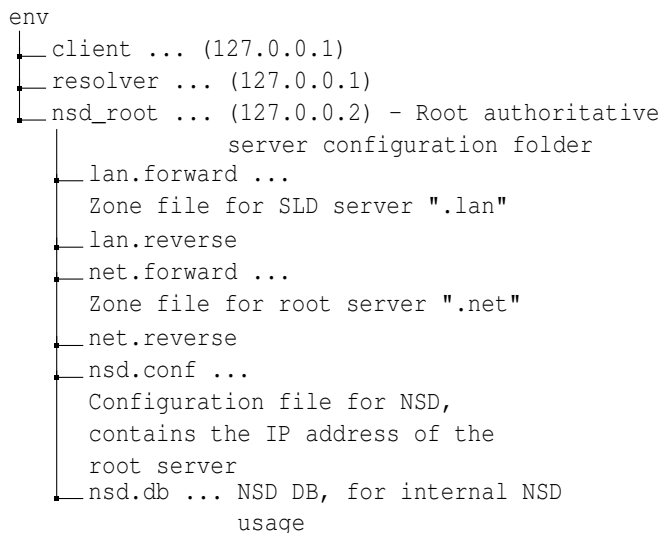 env
client ... (127.0.0.1)
resolver ... (127.0.0.1)
nsd_root ... (127.0.0.2) – Root authoritative
server configuration folder
lan.forward ...
Zone file for SLD server ".lan"
lan.reverse
net.forward ...
Zone file for root server ".net"
net.reverse
nsd.conf ...
Configuration file for NSD,
contains the IP address of the
root server
nsd.db ... NSD DB, for internal NSD
usage